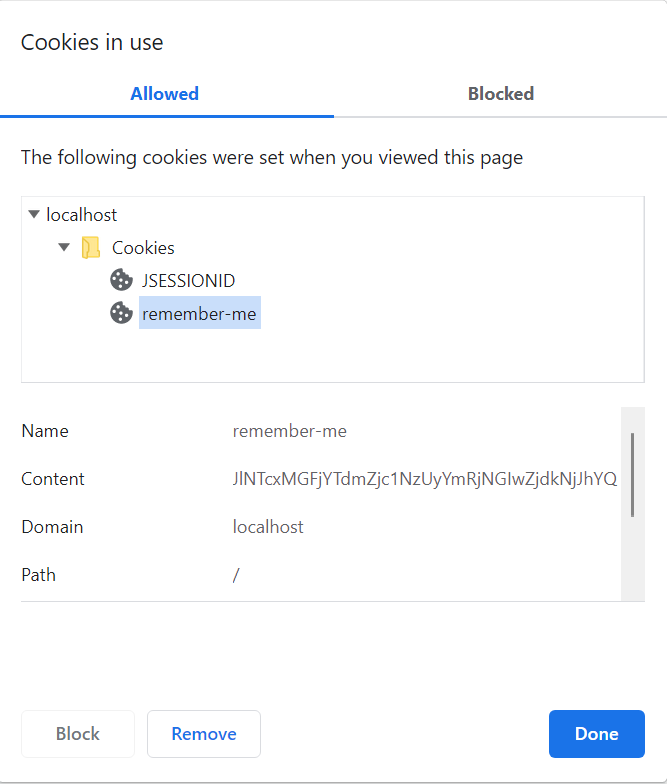 Cookies in use
Allowed Blocked
The following cookies were set when you viewed this page
localhost
Cookies
JSESSIONID
remember-me
Name remember-me
Content JlNTcxMGFjYTdmZjc1NzUyYmRjNGIwZjdkNjJhYQ
Domain localhost
Path /
Block Remove Done